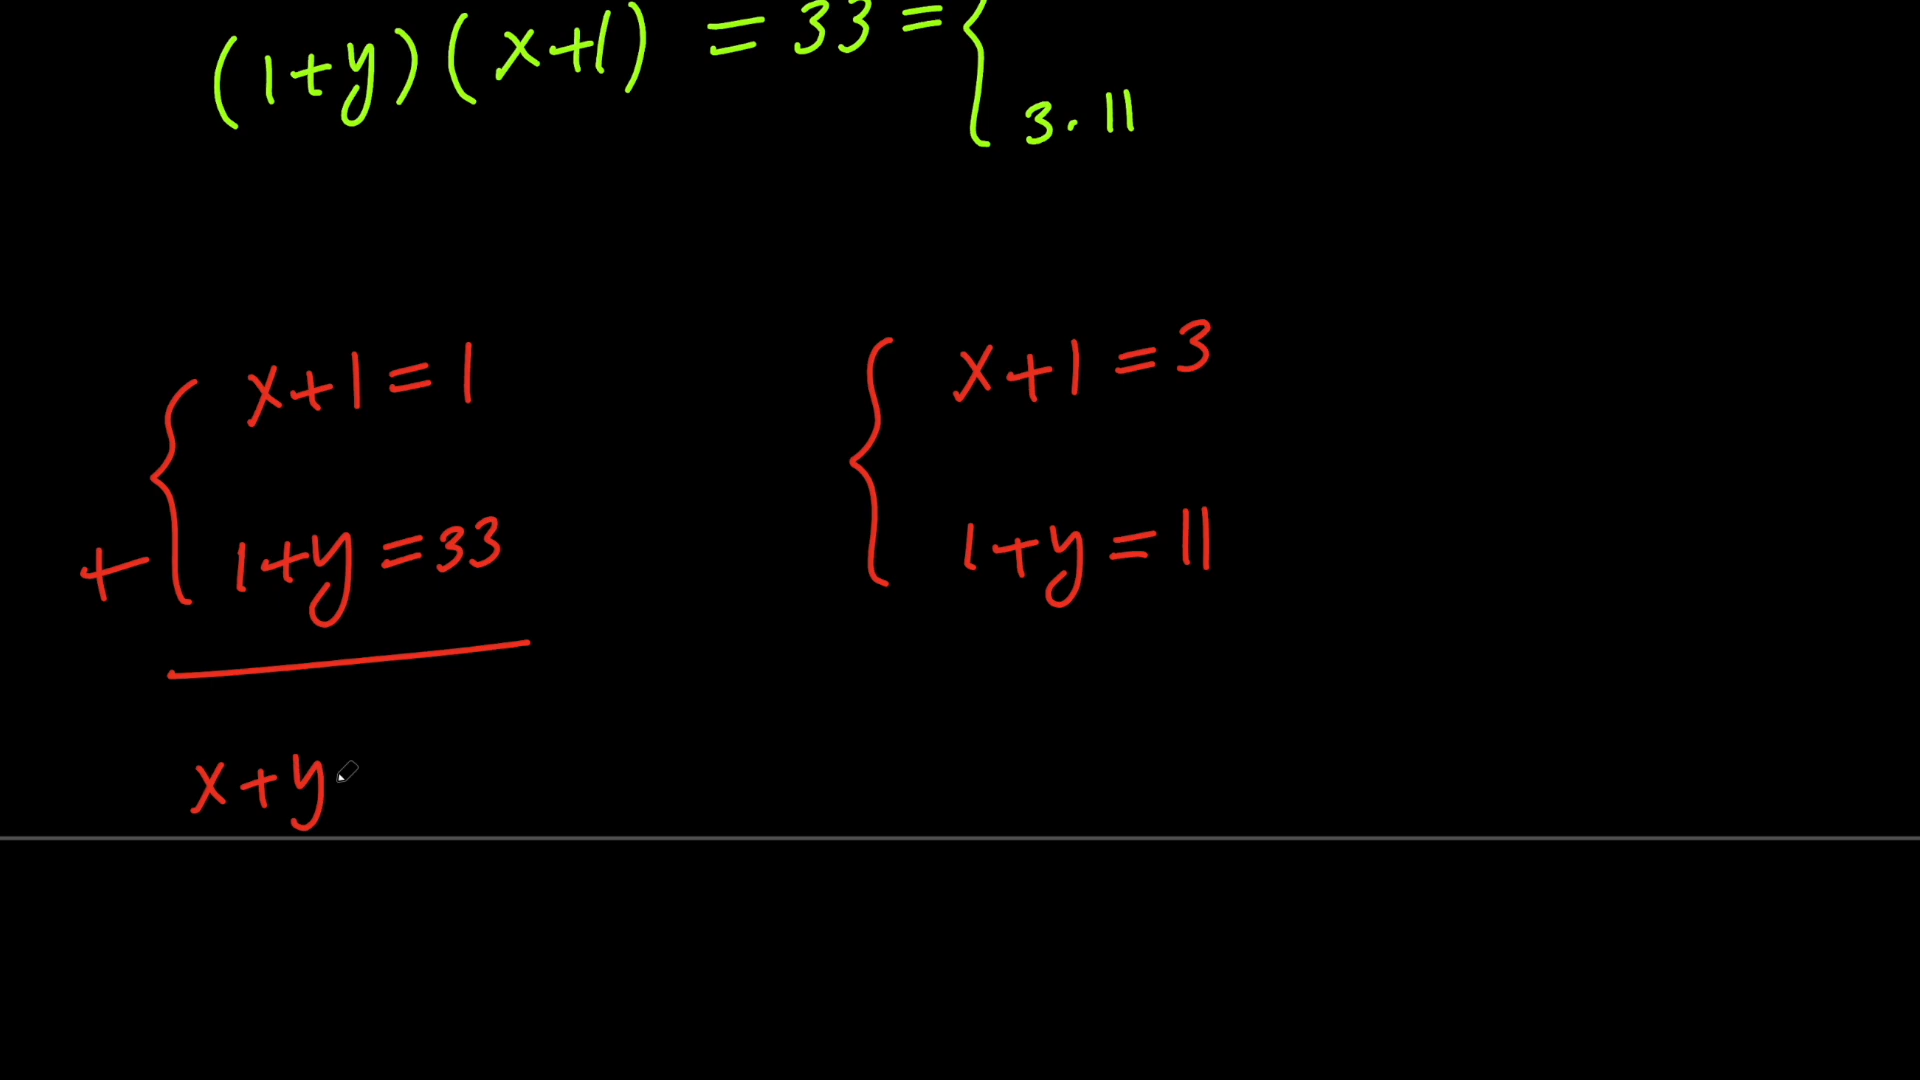 (1+y)(x+1) = 33 = {
3·11
x+1=1
1+y=33
+
x+y
x+1=3
1+y=11